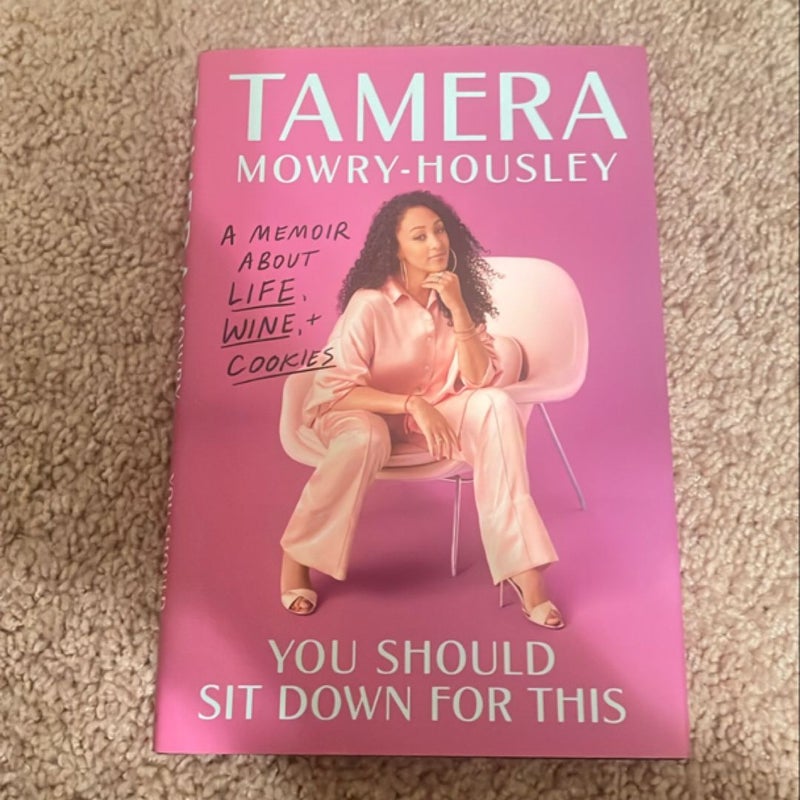 TAMERA
MOWRY-HOUSLEY
A MEMOIR
ABOUT
LIFE,
WINE, +
COOKIES
YOU SHOULD
SIT DOWN FOR THIS